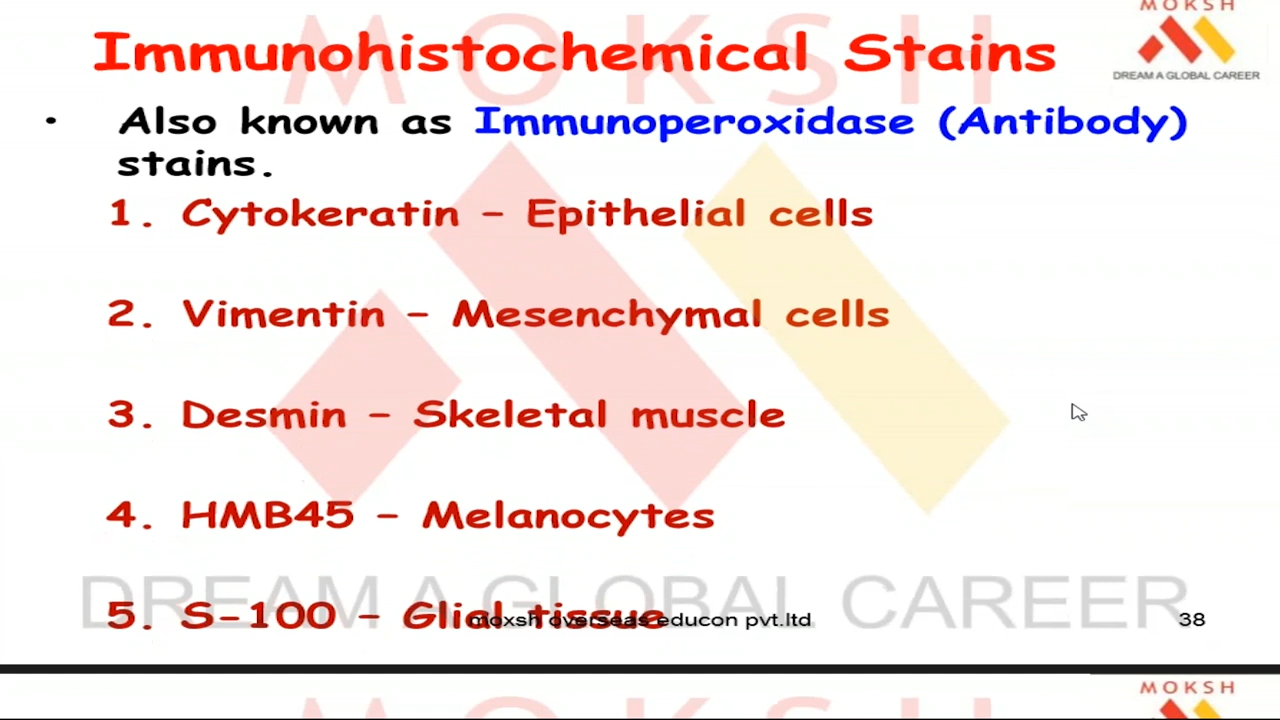 MOKSH
Immunohistochemical Stains
MOKSH
DREAM A GLOBAL CAREER
• Also known as Immunoperoxidase (Antibody)
stains.
1. Cytokeratin – Epithelial cells
2. Vimentin – Mesenchymal cells
3. Desmin – Skeletal muscle
4. HMB45 – Melanocytes
DREAM A GLOBAL CAREER
5. S-100 – Glial tissue
moxsh overseas educon pvt.ltd
38
MOKSH